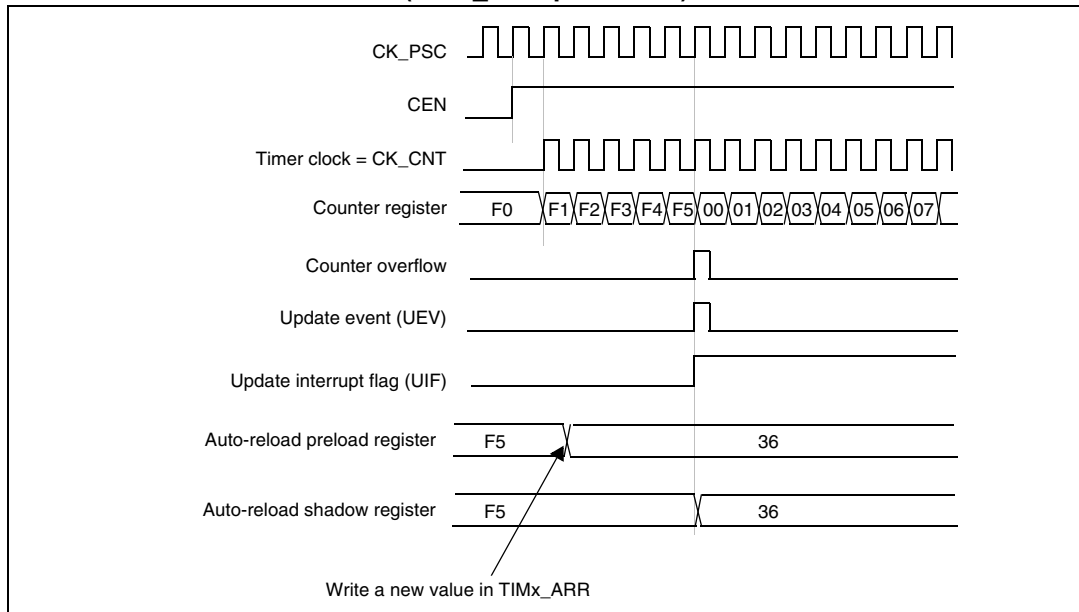 CK_PSC
CEN
Timer clock = CK_CNT
Counter register F0 F1 F2 F3 F4 F5 00 01 02 03 04 05 06 07
Counter overflow
Update event (UEV)
Update interrupt flag (UIF)
Auto-reload preload register F5 36
Auto-reload shadow register F5 36
Write a new value in TIMx_ARR